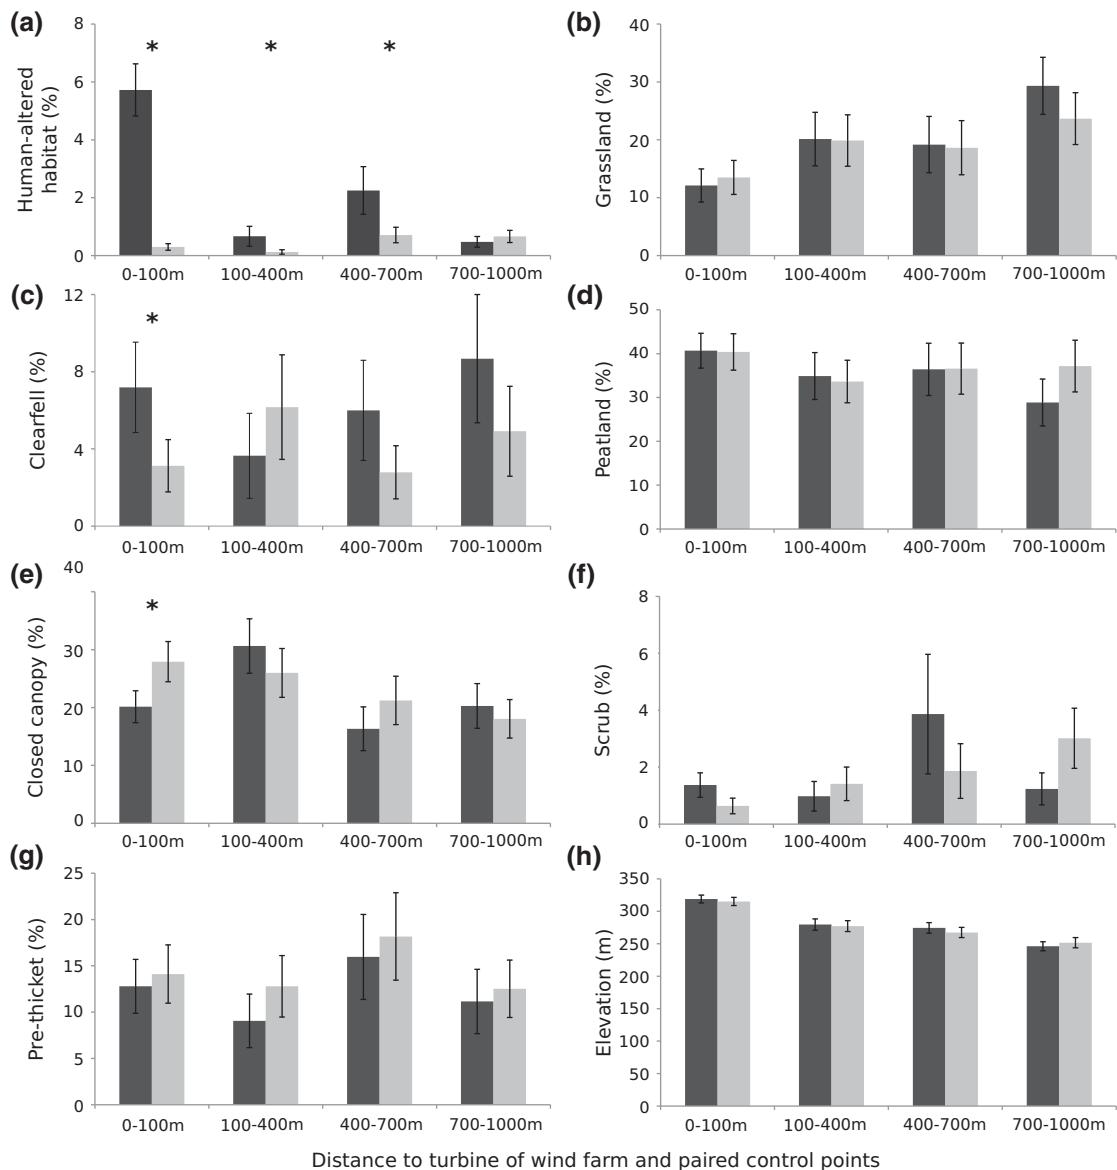 (a)
Human-altered
habitat (%)
8
6
4
2
0
*
*
*
0-100m 100-400m 400-700m 700-1000m
(b)
Grassland (%)
40
30
20
10
0
0-100m 100-400m 400-700m 700-1000m
(c)
Clearfell (%)
12
8
4
0
*
0-100m 100-400m 400-700m 700-1000m
(d)
Peatland (%)
50
40
30
20
10
0
0-100m 100-400m 400-700m 700-1000m
(e)
Closed canopy (%)
40
30
20
10
0
*
0-100m 100-400m 400-700m 700-1000m
(f)
Scrub (%)
8
6
4
2
0
0-100m 100-400m 400-700m 700-1000m
(g)
Pre-thicket (%)
25
20
15
10
5
0
0-100m 100-400m 400-700m 700-1000m
(h)
Elevation (m)
350
300
250
200
150
100
50
0
0-100m 100-400m 400-700m 700-1000m
Distance to turbine of wind farm and paired control points